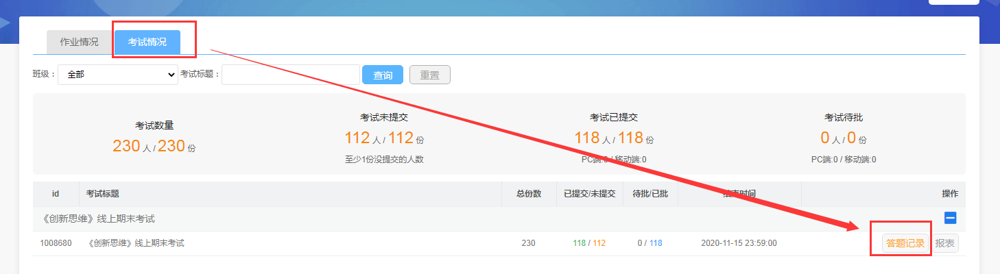 作业情况 考试情况
班级： 全部 考试标题： 查询 重置
考试数量 考试未提交 考试已提交 考试待批
230 人 / 230 份 112 人 / 112 份 118 人 / 118 份 0 人 / 0 份
至少1份没提交的人数 PC端:0 / 移动端:0 PC端:0 / 移动端:0
id 考试标题 总份数 已提交/未提交 待批/已批 结束时间 操作
《创新思维》线上期末考试
1008680 《创新思维》线上期末考试 230 118 / 112 0 / 118 2020-11-15 23:59:00 答题记录 报表